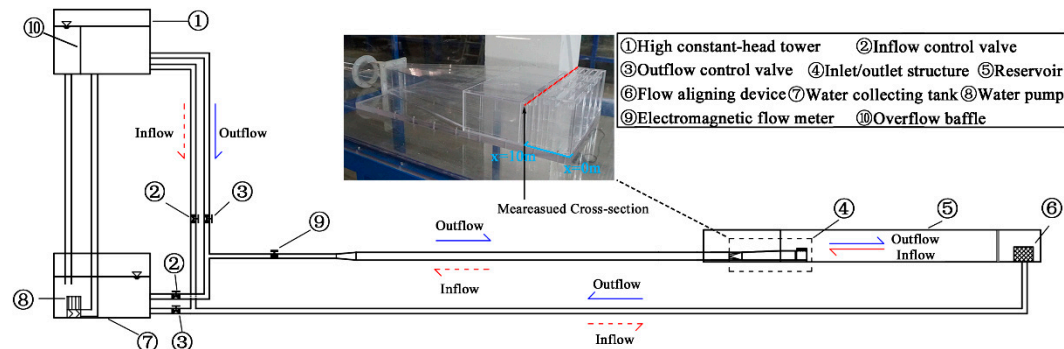 ⑩
①
①High constant-head tower ②Inflow control valve
③Outflow control valve ④Inlet/outlet structure ⑤Reservoir
⑥Flow aligning device ⑦Water collecting tank ⑧Water pump
⑨Electromagnetic flow meter ⑩Overflow baffle
Inflow
Outflow
x=10m
x=0m
② ③
Meareasued Cross-section
⑨
Outflow
Inflow
④
⑤
⑥
Outflow
Inflow
②
⑧
⑦
③
Outflow
Inflow